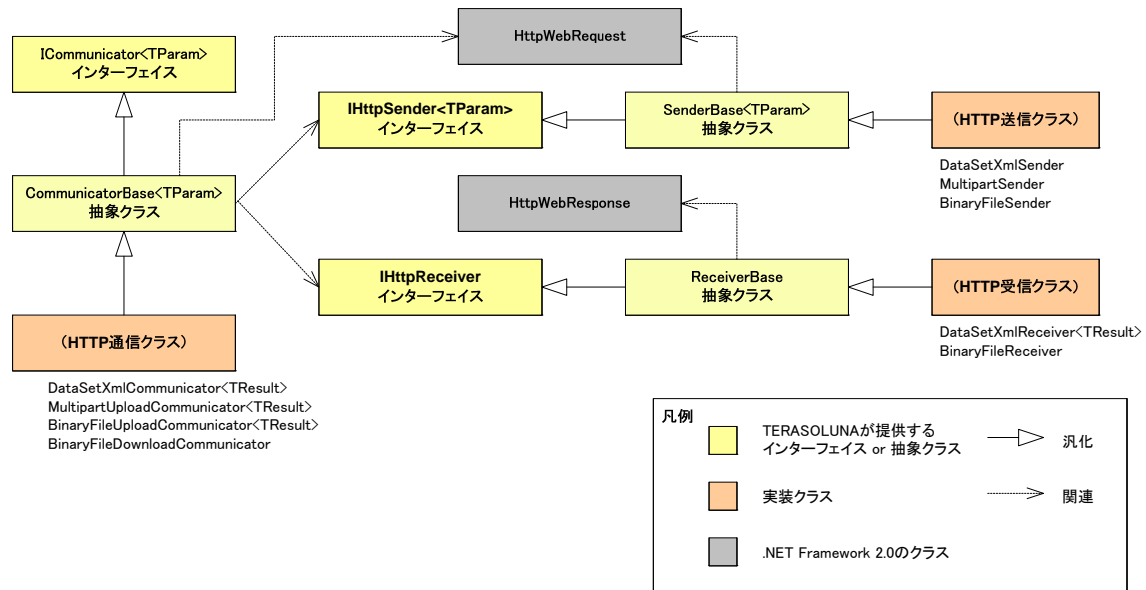 HttpWebRequest
ICommunicator<TParam>
インターフェイス
IHttpSender<TParam>
インターフェイス
SenderBase<TParam>
抽象クラス
(HTTP送信クラス)
DataSetXmlSender
MultipartSender
BinaryFileSender
CommunicatorBase<TParam>
抽象クラス
HttpWebResponse
IHttpReceiver
インターフェイス
ReceiverBase
抽象クラス
(HTTP受信クラス)
DataSetXmlReceiver<TResult>
BinaryFileReceiver
(HTTP通信クラス)
DataSetXmlCommunicator<TResult>
MultipartUploadCommunicator<TResult>
BinaryFileUploadCommunicator<TResult>
BinaryFileDownloadCommunicator
凡例
TERASOLUNAが提供する
インターフェイス or 抽象クラス
汎化
実装クラス
関連
.NET Framework 2.0のクラス